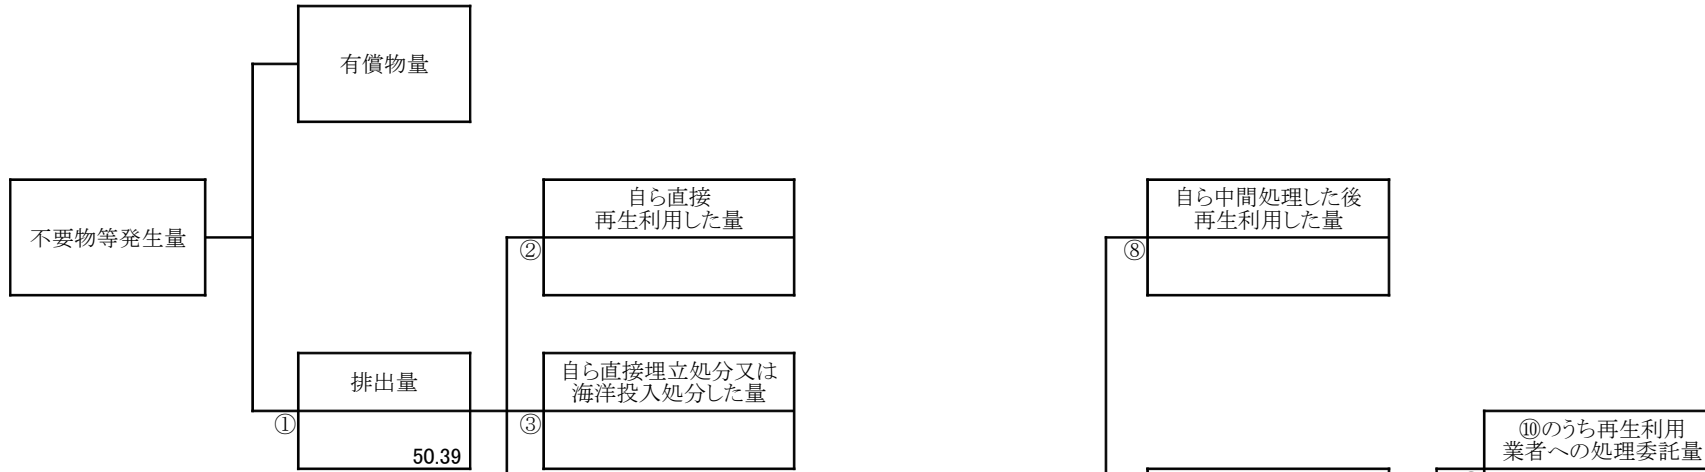 有償物量
不要物等発生量
自ら直接
再生利用した量
②
自ら中間処理した後
再生利用した量
⑧
排出量
①
50.39
自ら直接埋立処分又は
海洋投入処分した量
③
⑩のうち再生利用
業者への処理委託量